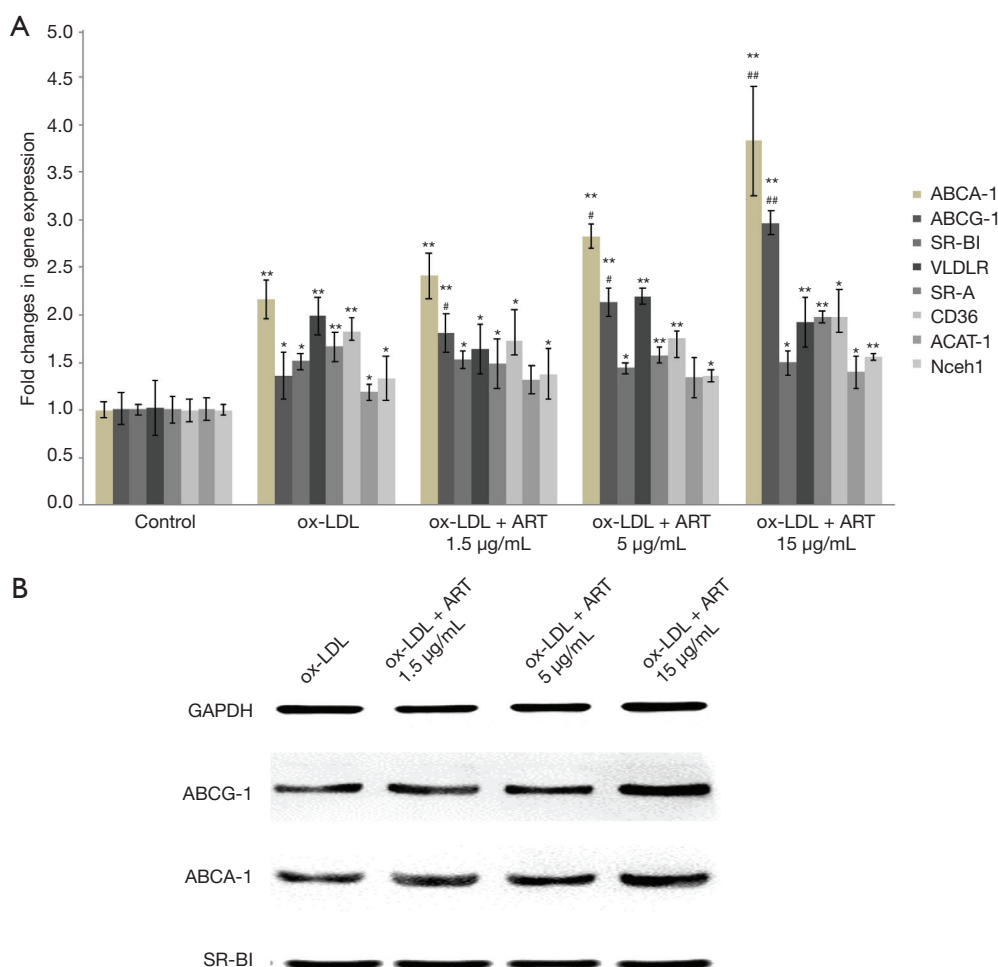 A
Fold changes in gene expression
5.0
4.5
4.0
3.5
3.0
2.5
2.0
1.5
1.0
0.5
0.0
**
*
*
**
**
**
*
*
**
**
#
*
*
*
*
*
**
#
**
#
*
**
**
**
*
**
##
**
##
*
**
**
*
*
**
Control
ox-LDL
ox-LDL + ART
1.5 µg/mL
ox-LDL + ART
5 µg/mL
ox-LDL + ART
15 µg/mL
ABCA-1
ABCG-1
SR-BI
VLDLR
SR-A
CD36
ACAT-1
Nceh1
B
ox-LDL
ox-LDL + ART
1.5 µg/mL
ox-LDL + ART
5 µg/mL
ox-LDL + ART
15 µg/mL
GAPDH
ABCG-1
ABCA-1
SR-BI